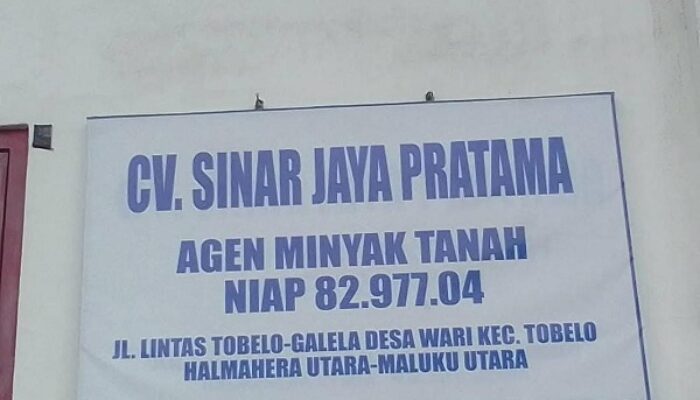 CV. SINAR JAYA PRATAMA
AGEN MINYAK TANAH
NIAP 82.977.04
JL. LINTAS TOBELO-GALELA DESA WARI KEC. TOBELO
HALMAHERA UTARA-MALUKU UTARA